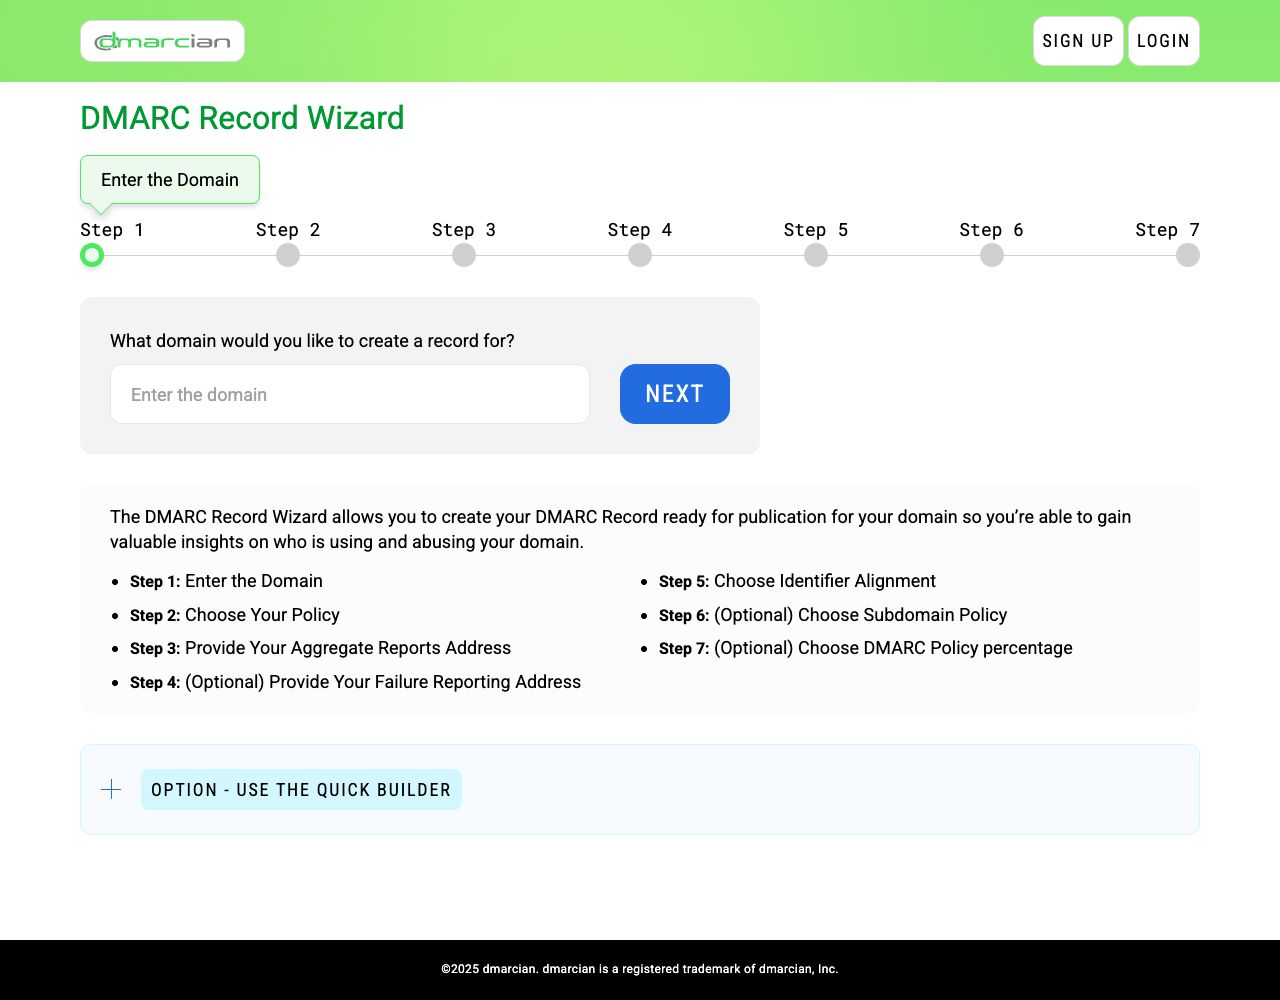 dmarcian
SIGN UP
LOGIN
DMARC Record Wizard
Enter the Domain
Step 1
Step 2
Step 3
Step 4
Step 5
Step 6
Step 7
What domain would you like to create a record for?
Enter the domain
NEXT
The DMARC Record Wizard allows you to create your DMARC Record ready for publication for your domain so you’re able to gain
valuable insights on who is using and abusing your domain.
Step 1: Enter the Domain
Step 2: Choose Your Policy
Step 3: Provide Your Aggregate Reports Address
Step 4: (Optional) Provide Your Failure Reporting Address
Step 5: Choose Identifier Alignment
Step 6: (Optional) Choose Subdomain Policy
Step 7: (Optional) Choose DMARC Policy percentage
OPTION - USE THE QUICK BUILDER
©2025 dmarcian. dmarcian is a registered trademark of dmarcian, Inc.